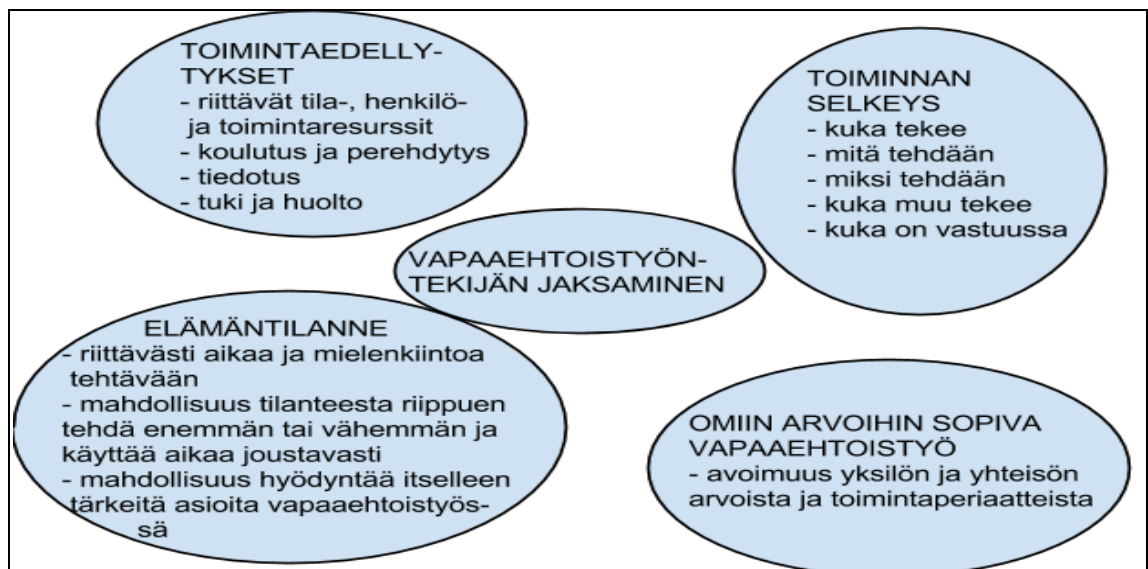 TOIMINTAEDELLY-
TYKSET
- riittävät tila-, henkilö-
ja toimintaresurssit
- koulutus ja perehdytys
- tiedotus
- tuki ja huolto
TOIMINNAN
SELKEYS
- kuka tekee
- mitä tehdään
- miksi tehdään
- kuka muu tekee
- kuka on vastuussa
VAPAAEHTOISTYÖN-
TEKIJÄN JAKSAMINEN
ELÄMÄNTILANNE
- riittävästi aikaa ja mielenkiintoa
tehtävään
- mahdollisuus tilanteesta riippuen
tehdä enemmän tai vähemmän ja
käyttää aikaa joustavasti
- mahdollisuus hyödyntää itselleen
tärkeitä asioita vapaaehtoistyös-
sä
OMIIN ARVOIHIN SOPIVA
VAPAAEHTOISTYÖ
- avoimuus yksilön ja yhteisön
arvoista ja toimintaperiaatteista